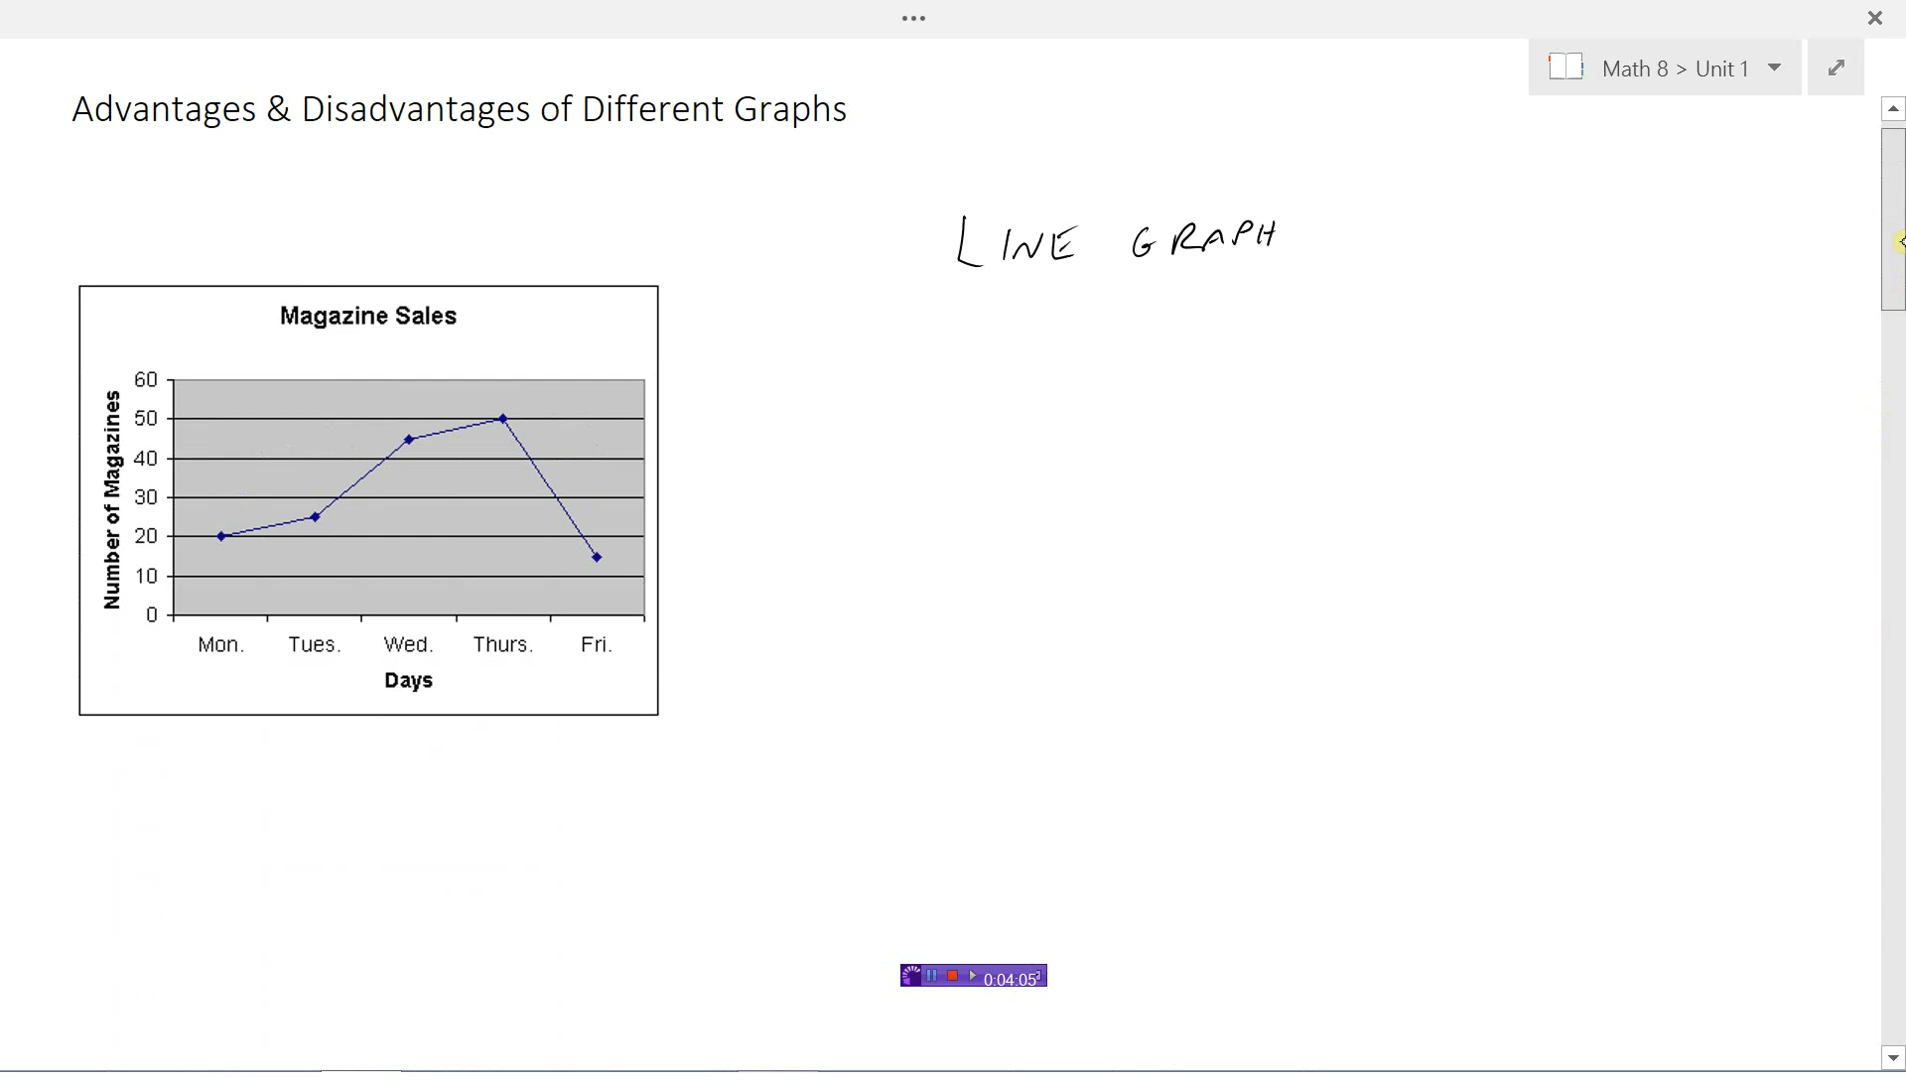 Math 8 > Unit 1
Advantages & Disadvantages of Different Graphs
LINE GRAPH
Magazine Sales
Number of Magazines
60
50
40
30
20
10
0
Mon. Tues. Wed. Thurs. Fri.
Days
0:04:05